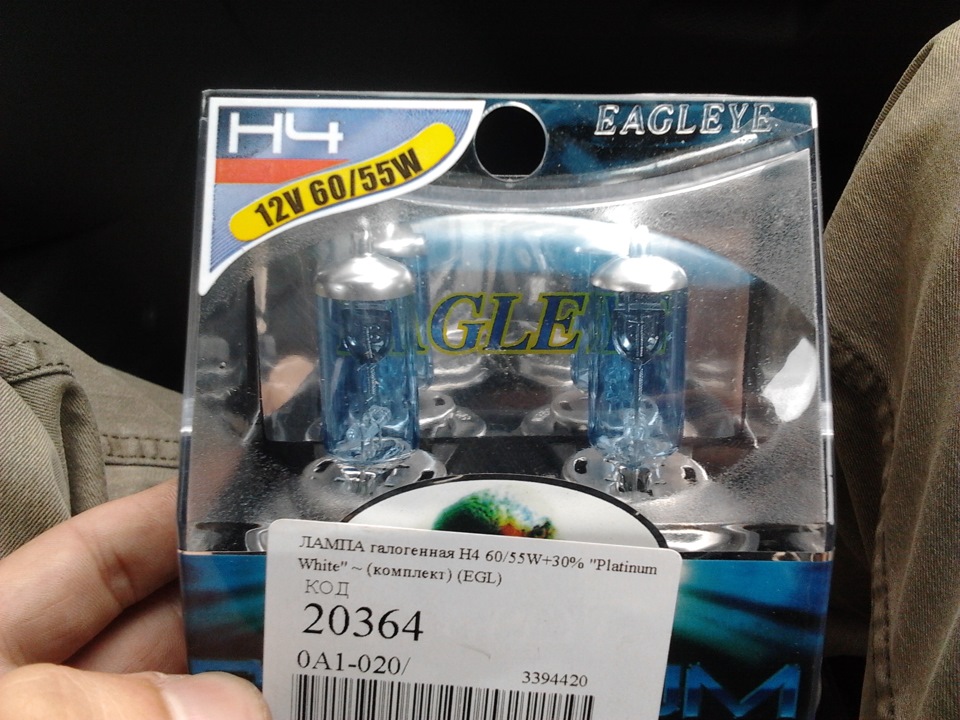 H4
EAGLEYE
12V 60/55W
EAGLEYE
ЛАМПА галогенная H4 60/55W+30% "Platinum
White" ~ (комплект) (EGL)
КОД
20364
0A1-020/
3394420